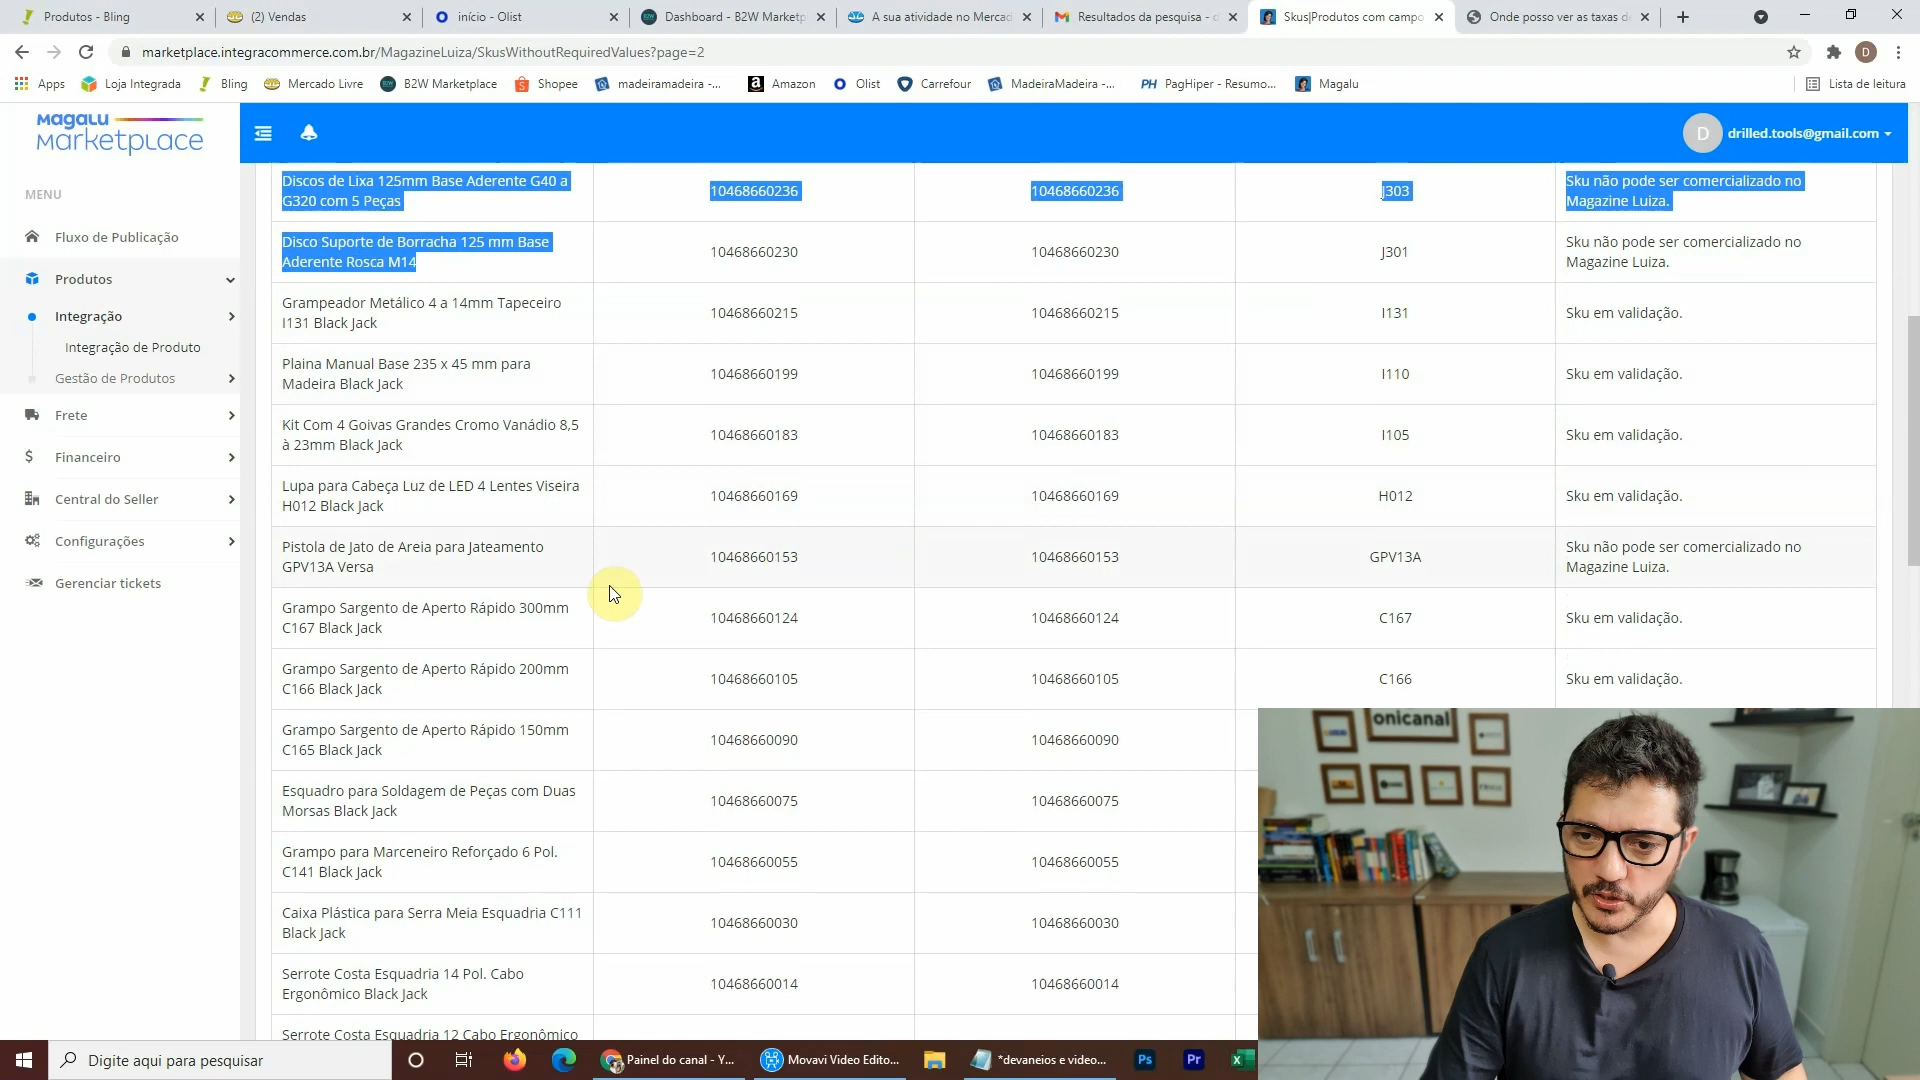 Produtos - Bling
(2) Vendas
início - Olist
Dashboard - B2W Marketp
A sua atividade no Mercad
Resultados da pesquisa - d
Skus|Produtos com campo
Onde posso ver as taxas d
marketplace.integracommerce.com.br/MagazineLuiza/SkusWithoutRequiredValues?page=2
D
Apps
Loja Integrada
Bling
Mercado Livre
B2W Marketplace
Shopee
madeiramadeira -...
Amazon
Olist
Carrefour
MadeiraMadeira -...
PH PagHiper - Resumo...
Magalu
Lista de leitura
Magalu
Marketplace
D
drilled.tools@gmail.com
MENU
Fluxo de Publicação
Produtos
Integração
Integração de Produto
Gestão de Produtos
Frete
Financeiro
Central do Seller
Configurações
Gerenciar tickets
Discos de Lixa 125mm Base Aderente G40 a
G320 com 5 Peças
10468660236
10468660236
J303
Sku não pode ser comercializado no
Magazine Luiza.
Disco Suporte de Borracha 125 mm Base
Aderente Rosca M14
10468660230
10468660230
J301
Sku não pode ser comercializado no
Magazine Luiza.
Grampeador Metálico 4 a 14mm Tapeceiro
I131 Black Jack
10468660215
10468660215
I131
Sku em validação.
Plaina Manual Base 235 x 45 mm para
Madeira Black Jack
10468660199
10468660199
I110
Sku em validação.
Kit Com 4 Goivas Grandes Cromo Vanádio 8,5
à 23mm Black Jack
10468660183
10468660183
I105
Sku em validação.
Lupa para Cabeça Luz de LED 4 Lentes Viseira
H012 Black Jack
10468660169
10468660169
H012
Sku em validação.
Pistola de Jato de Areia para Jateamento
GPV13A Versa
10468660153
10468660153
GPV13A
Sku não pode ser comercializado no
Magazine Luiza.
Grampo Sargento de Aperto Rápido 300mm
C167 Black Jack
10468660124
10468660124
C167
Sku em validação.
Grampo Sargento de Aperto Rápido 200mm
C166 Black Jack
10468660105
10468660105
C166
Sku em validação.
Grampo Sargento de Aperto Rápido 150mm
C165 Black Jack
10468660090
10468660090
Esquadro para Soldagem de Peças com Duas
Morsas Black Jack
10468660075
10468660075
Grampo para Marceneiro Reforçado 6 Pol.
C141 Black Jack
10468660055
10468660055
Caixa Plástica para Serra Meia Esquadria C111
Black Jack
10468660030
10468660030
Serrote Costa Esquadria 14 Pol. Cabo
Ergonômico Black Jack
10468660014
10468660014
Serrote Costa Esquadria 12 Cabo Ergonômico
onicanal
Digite aqui para pesquisar
Painel do canal - Y...
Movavi Video Edito...
*devaneios e video...
Ps
Pr